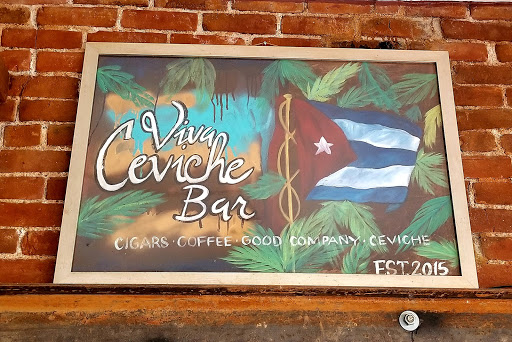 Viva
Ceviche
Bar
CIGARS · COFFEE · GOOD COMPANY · CEVICHE
EST. 2015